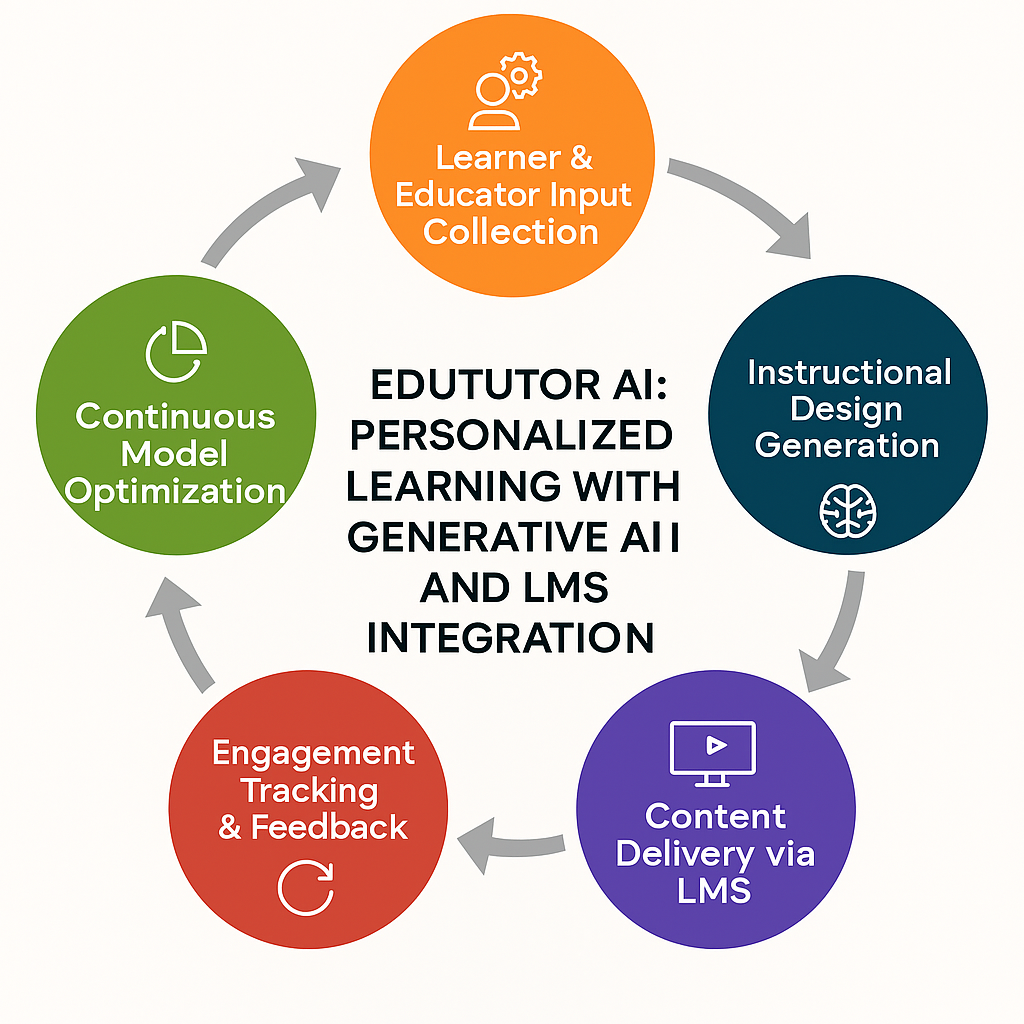 Learner &
Educator Input
Collection
Instructional
Design
Generation
Content
Delivery via
LMS
Engagement
Tracking
& Feedback
Continuous
Model
Optimization
EDUTUTOR AI:
PERSONALIZED
LEARNING WITH
GENERATIVE AI I
AND LMS
INTEGRATION